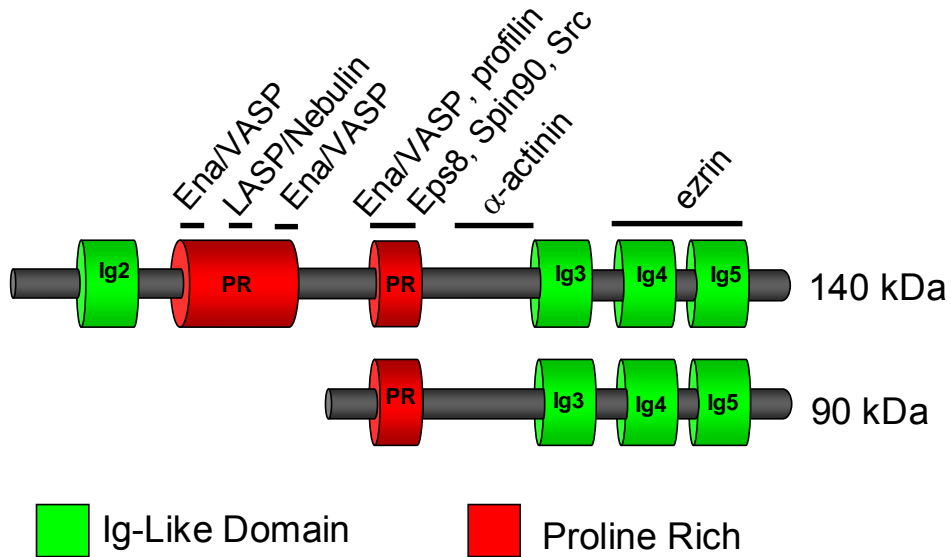 Ena/VASP
LASP/Nebulin
Ena/VASP
Ena/VASP , profilin
Eps8, Spin90, Src
α-actinin
ezrin
Ig2
PR
PR
Ig3
Ig4
Ig5
140 kDa
PR
Ig3
Ig4
Ig5
90 kDa
Ig-Like Domain
Proline Rich